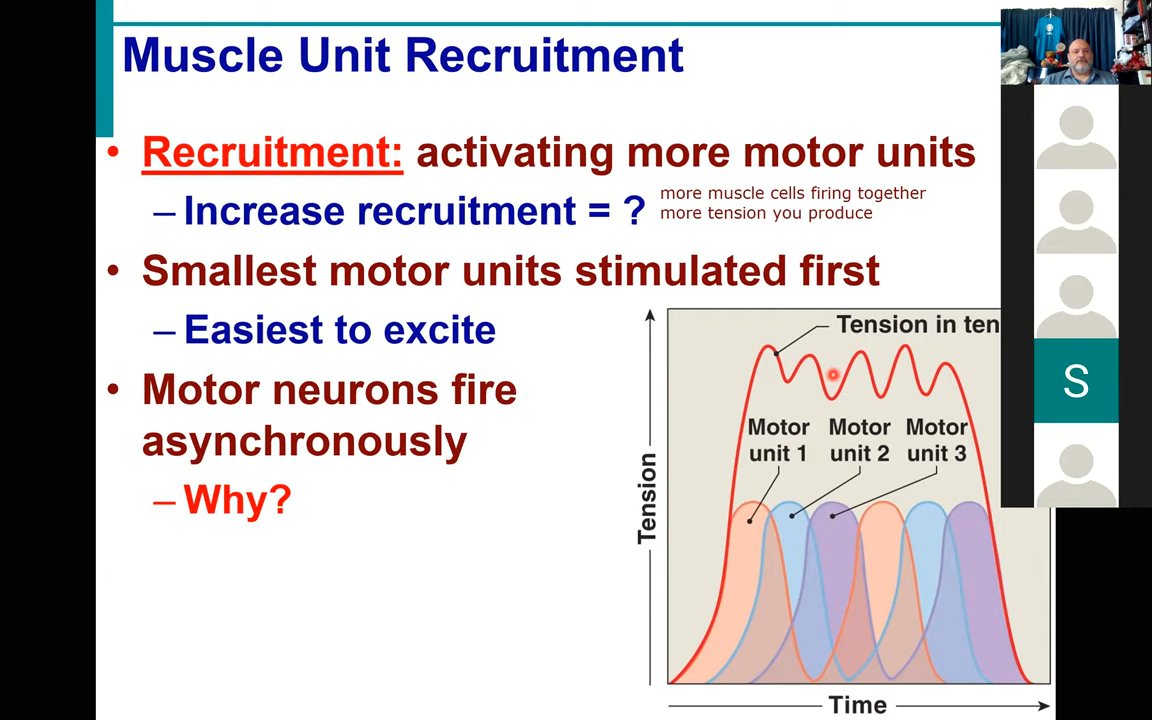 Muscle Unit Recruitment
• Recruitment: activating more motor units
– Increase recruitment = ?
more muscle cells firing together
more tension you produce
• Smallest motor units stimulated first
– Easiest to excite
• Motor neurons fire
asynchronously
– Why?
Tension in ten
Motor
unit 1
Motor
unit 2
Motor
unit 3
Tension
Time
S